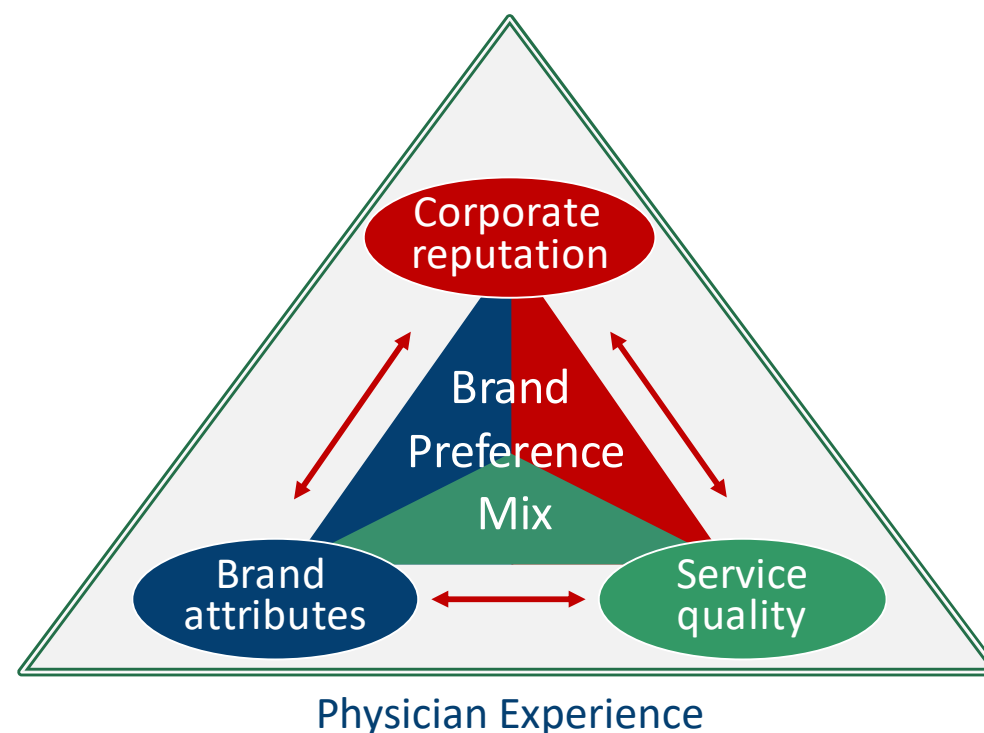 Corporate
reputation
Brand
Preference
Mix
Brand
attributes
Service
quality
Physician Experience